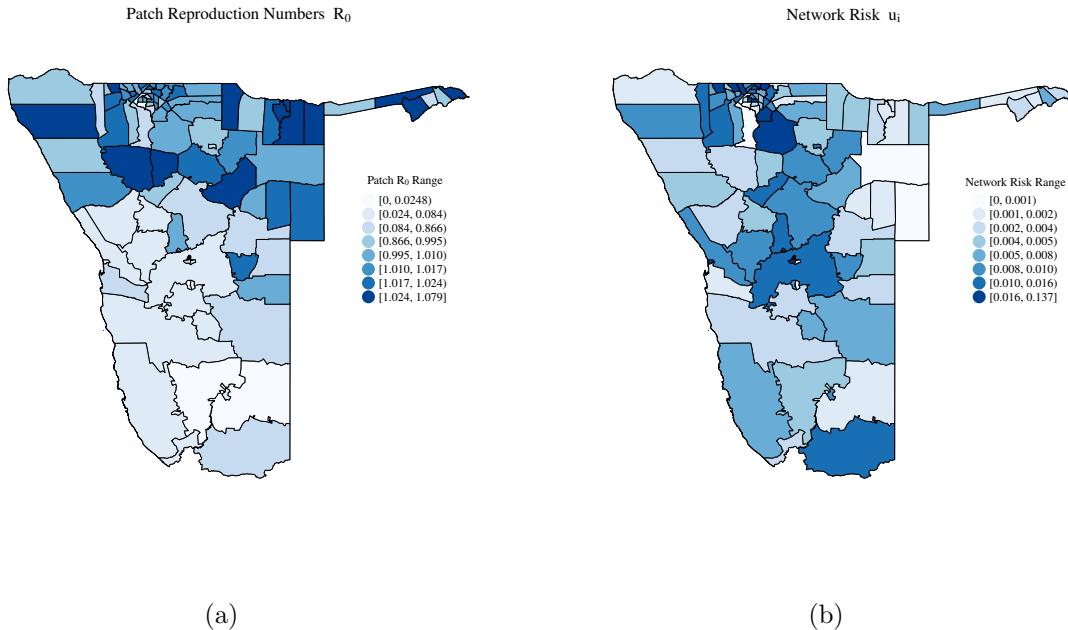 Patch Reproduction Numbers R₀
Patch R₀ Range
[0, 0.0248)
[0.024, 0.084)
[0.084, 0.866)
[0.866, 0.995)
[0.995, 1.010)
[1.010, 1.017)
[1.017, 1.024)
[1.024, 1.079]
(a)
Network Risk uᵢ
Network Risk Range
[0, 0.001)
[0.001, 0.002)
[0.002, 0.004)
[0.004, 0.005)
[0.005, 0.008)
[0.008, 0.010)
[0.010, 0.016)
[0.016, 0.137]
(b)